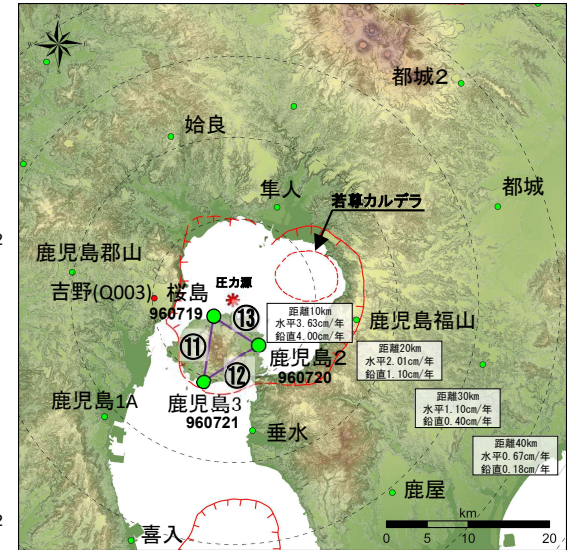 N
E
S
W
都城2
姶良
都城
隼人
若尊カルデラ
2
鹿児島郡山
圧力源
吉野(Q003)
桜島
960719
⑬
距離10km
水平3.63cm/年
鉛直4.00cm/年
鹿児島福山
⑪
鹿児島2
960720
距離20km
水平2.01cm/年
鉛直1.10cm/年
⑫
鹿児島3
960721
鹿児島1A
距離30km
水平1.10cm/年
鉛直0.40cm/年
垂水
距離40km
水平0.67cm/年
鉛直0.18cm/年
鹿屋
2
喜入
km
0 5 10 20